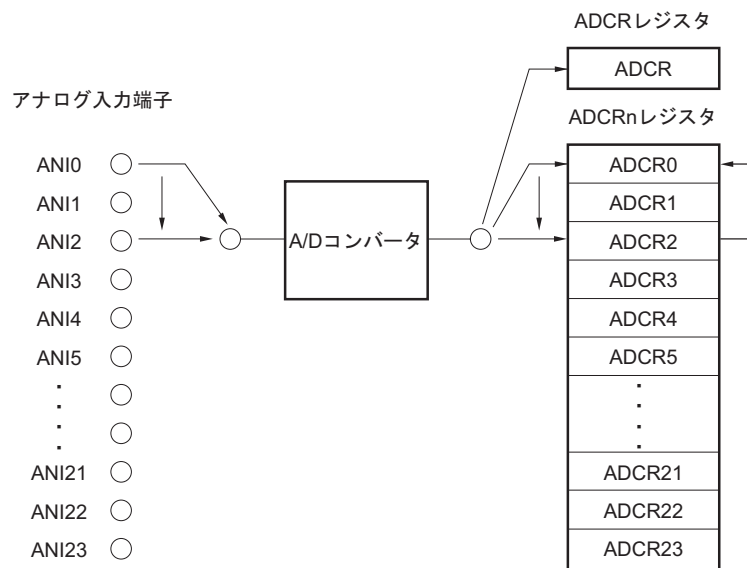 ADCRレジスタ
ADCR
アナログ入力端子
ADCRnレジスタ
ANI0
ANI1
ANI2
ANI3
ANI4
ANI5
ANI21
ANI22
ANI23
A/Dコンバータ
ADCR0
ADCR1
ADCR2
ADCR3
ADCR4
ADCR5
ADCR21
ADCR22
ADCR23